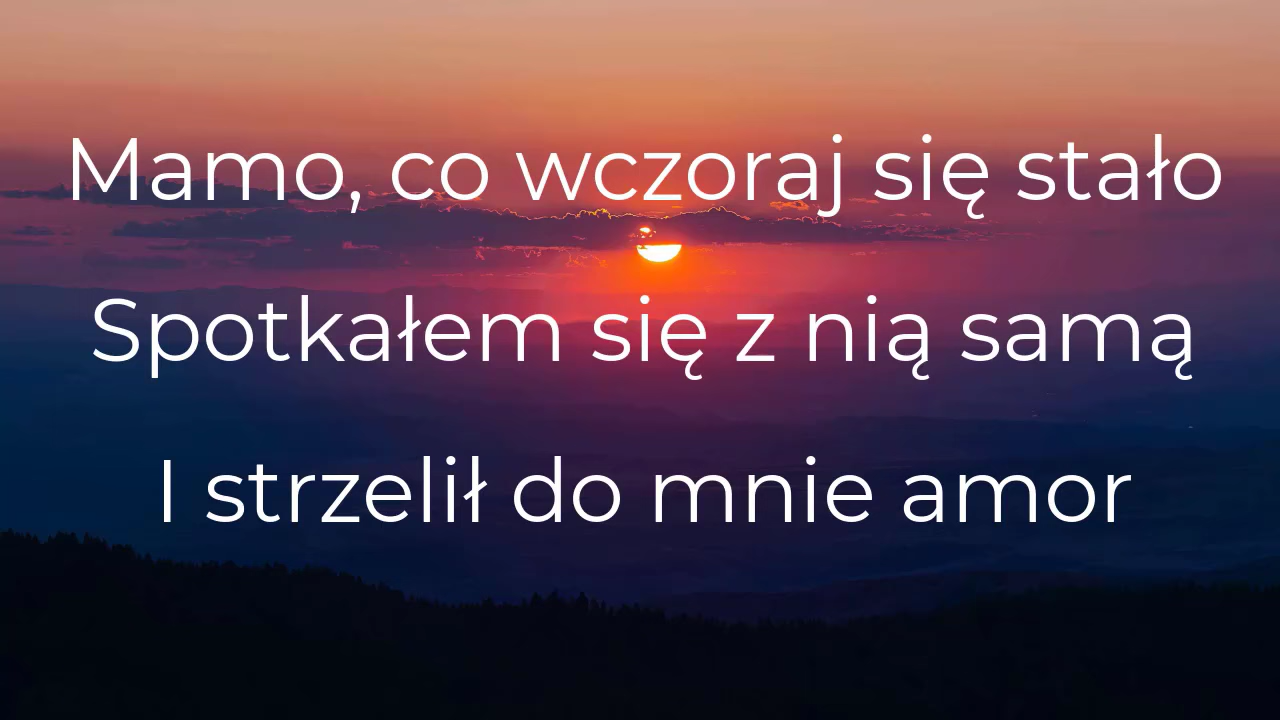 Mamo, co wczoraj się stało
Spotkałem się z nią samą
I strzelił do mnie amor